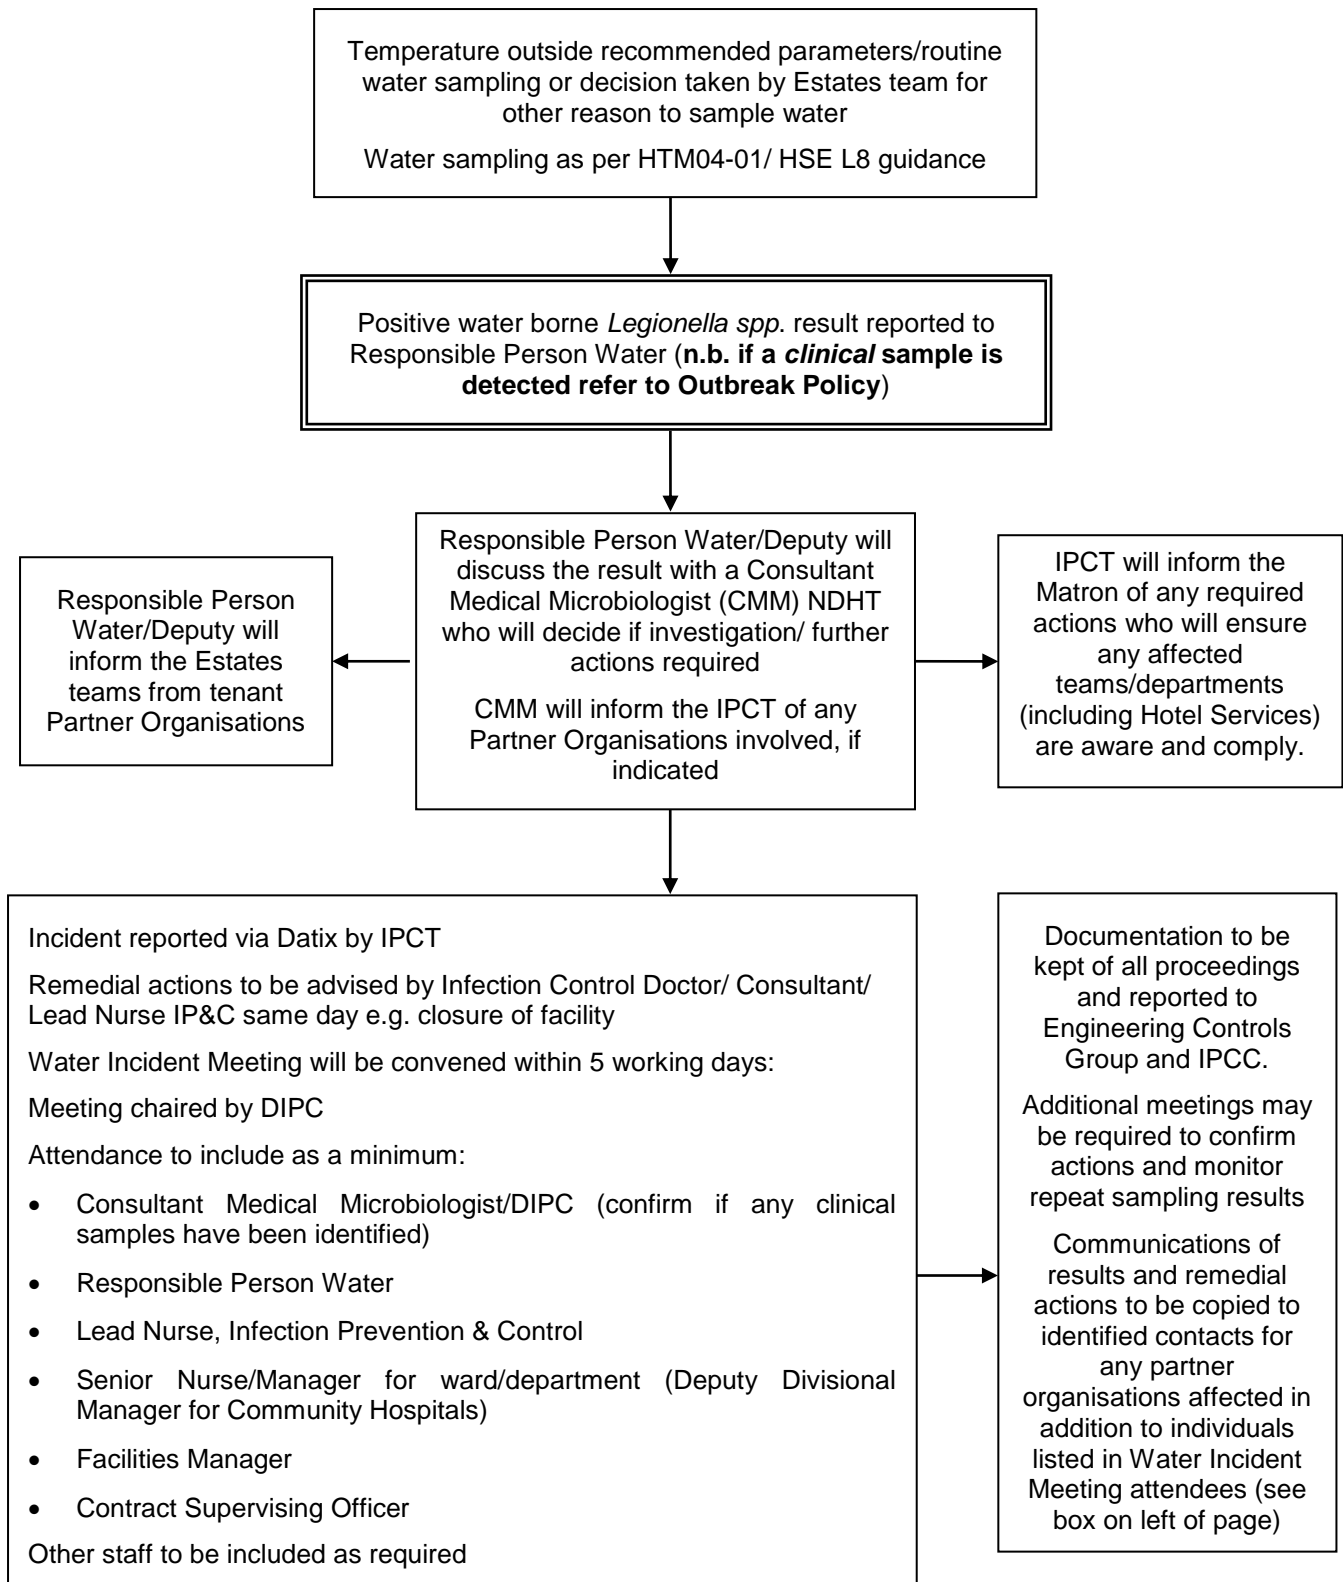 Temperature outside recommended parameters/routine
water sampling or decision taken by Estates team for
other reason to sample water
Water sampling as per HTM04-01/ HSE L8 guidance
Positive water borne Legionella spp. result reported to
Responsible Person Water (n.b. if a clinical sample is
detected refer to Outbreak Policy)
Responsible Person
Water/Deputy will
inform the Estates
teams from tenant
Partner Organisations
Responsible Person Water/Deputy will
discuss the result with a Consultant
Medical Microbiologist (CMM) NDHT
who will decide if investigation/ further
actions required
CMM will inform the IPCT of any
Partner Organisations involved, if
indicated
IPCT will inform the
Matron of any required
actions who will ensure
any affected
teams/departments
(including Hotel Services)
are aware and comply.
Incident reported via Datix by IPCT
Remedial actions to be advised by Infection Control Doctor/ Consultant/
Lead Nurse IP&C same day e.g. closure of facility
Water Incident Meeting will be convened within 5 working days:
Meeting chaired by DIPC
Attendance to include as a minimum:
• Consultant Medical Microbiologist/DIPC (confirm if any clinical
samples have been identified)
• Responsible Person Water
• Lead Nurse, Infection Prevention & Control
• Senior Nurse/Manager for ward/department (Deputy Divisional
Manager for Community Hospitals)
• Facilities Manager
• Contract Supervising Officer
Other staff to be included as required
Documentation to be
kept of all proceedings
and reported to
Engineering Controls
Group and IPCC.
Additional meetings may
be required to confirm
actions and monitor
repeat sampling results
Communications of
results and remedial
actions to be copied to
identified contacts for
any partner
organisations affected in
addition to individuals
listed in Water Incident
Meeting attendees (see
box on left of page)